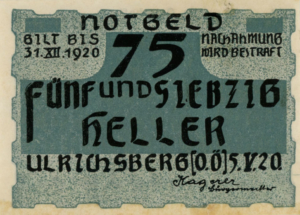 NOTGELD
GILT BIS 75 NACHAHMUNG
31.XII.1920 WIRD BESTRAFT
FÜNFUNDSIEBZIG
HELLER
ULRICHSBERG (O.Ö) 5.V.20
Bürgermeister